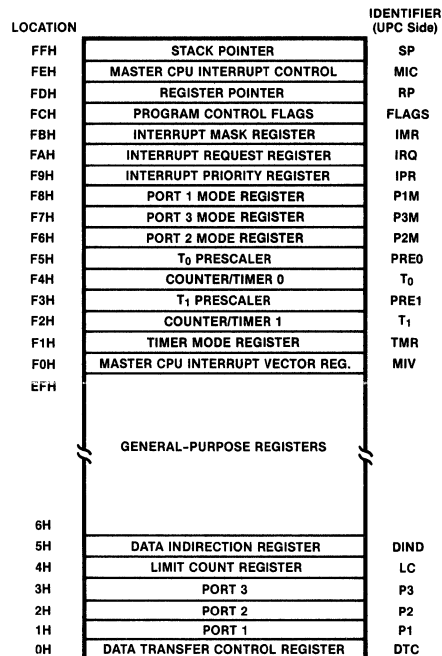 LOCATION IDENTIFIER (UPC Side)
FFH STACK POINTER SP
FEH MASTER CPU INTERRUPT CONTROL MIC
FDH REGISTER POINTER RP
FCH PROGRAM CONTROL FLAGS FLAGS
FBH INTERRUPT MASK REGISTER IMR
FAH INTERRUPT REQUEST REGISTER IRQ
F9H INTERRUPT PRIORITY REGISTER IPR
F8H PORT 1 MODE REGISTER P1M
F7H PORT 3 MODE REGISTER P3M
F6H PORT 2 MODE REGISTER P2M
F5H T0 PRESCALER PRE0
F4H COUNTER/TIMER 0 T0
F3H T1 PRESCALER PRE1
F2H COUNTER/TIMER 1 T1
F1H TIMER MODE REGISTER TMR
F0H MASTER CPU INTERRUPT VECTOR REG. MIV
EFH
GENERAL-PURPOSE REGISTERS
6H
5H DATA INDIRECTION REGISTER DIND
4H LIMIT COUNT REGISTER LC
3H PORT 3 P3
2H PORT 2 P2
1H PORT 1 P1
0H DATA TRANSFER CONTROL REGISTER DTC